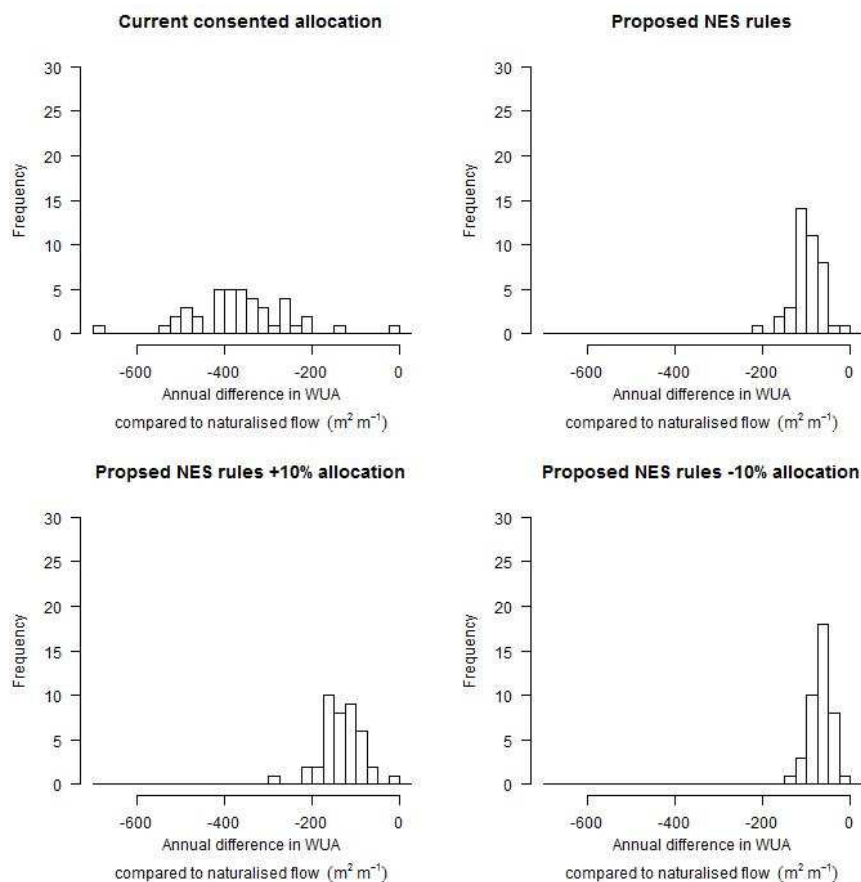 Current consented allocation
30
25
20
15
10
5
0
Frequency
-600 -400 -200 0
Annual difference in WUA
compared to naturalised flow (m² m⁻¹)
Proposed NES rules
30
25
20
15
10
5
0
Frequency
-600 -400 -200 0
Annual difference in WUA
compared to naturalised flow (m² m⁻¹)
Propsed NES rules +10% allocation
30
25
20
15
10
5
0
Frequency
-600 -400 -200 0
Annual difference in WUA
compared to naturalised flow (m² m⁻¹)
Proposed NES rules -10% allocation
30
25
20
15
10
5
0
Frequency
-600 -400 -200 0
Annual difference in WUA
compared to naturalised flow (m² m⁻¹)